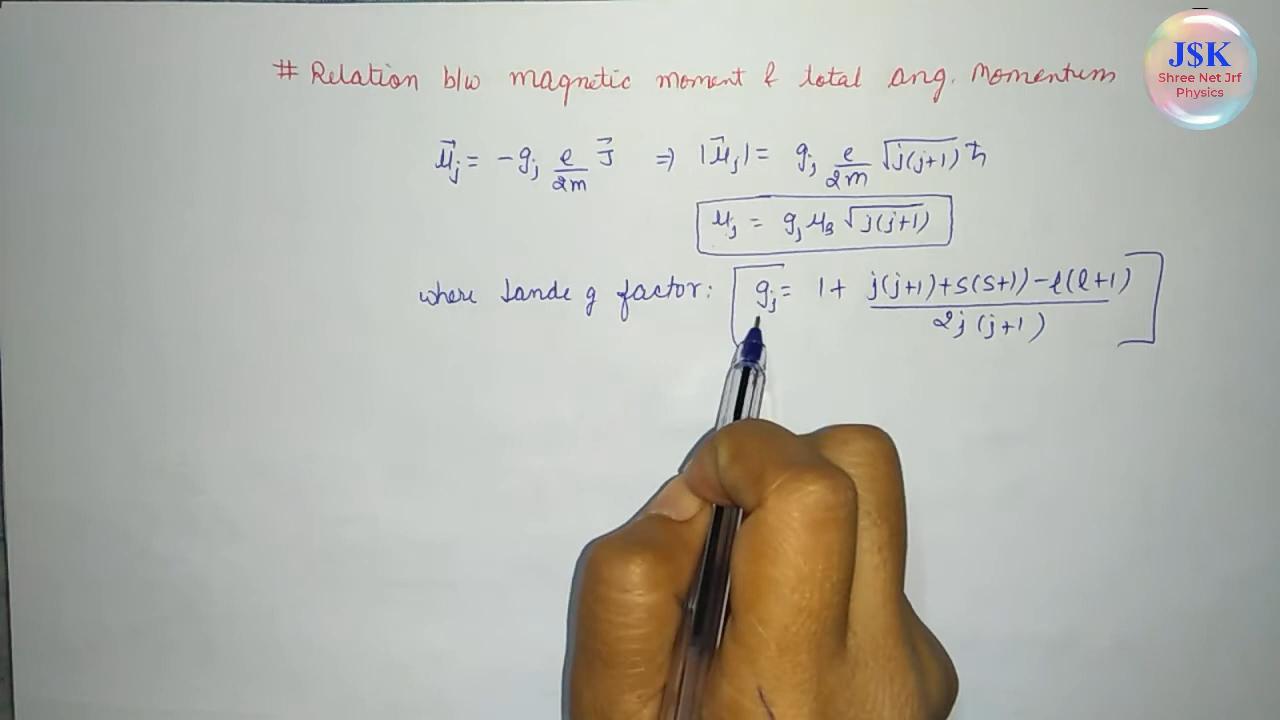 JSK
Shree Net Jrf
Physics
# Relation b/w magnetic moment & total ang. Momentum
μ⃗j = -gj e/2m J⃗ ⇒ |μ⃗j| = gj e/2m √j(j+1) ħ
μj = gj μB √j(j+1)
where Lande g factor: [gj = 1 + j(j+1)+s(s+1))-l(l+1) / 2j(j+1)]